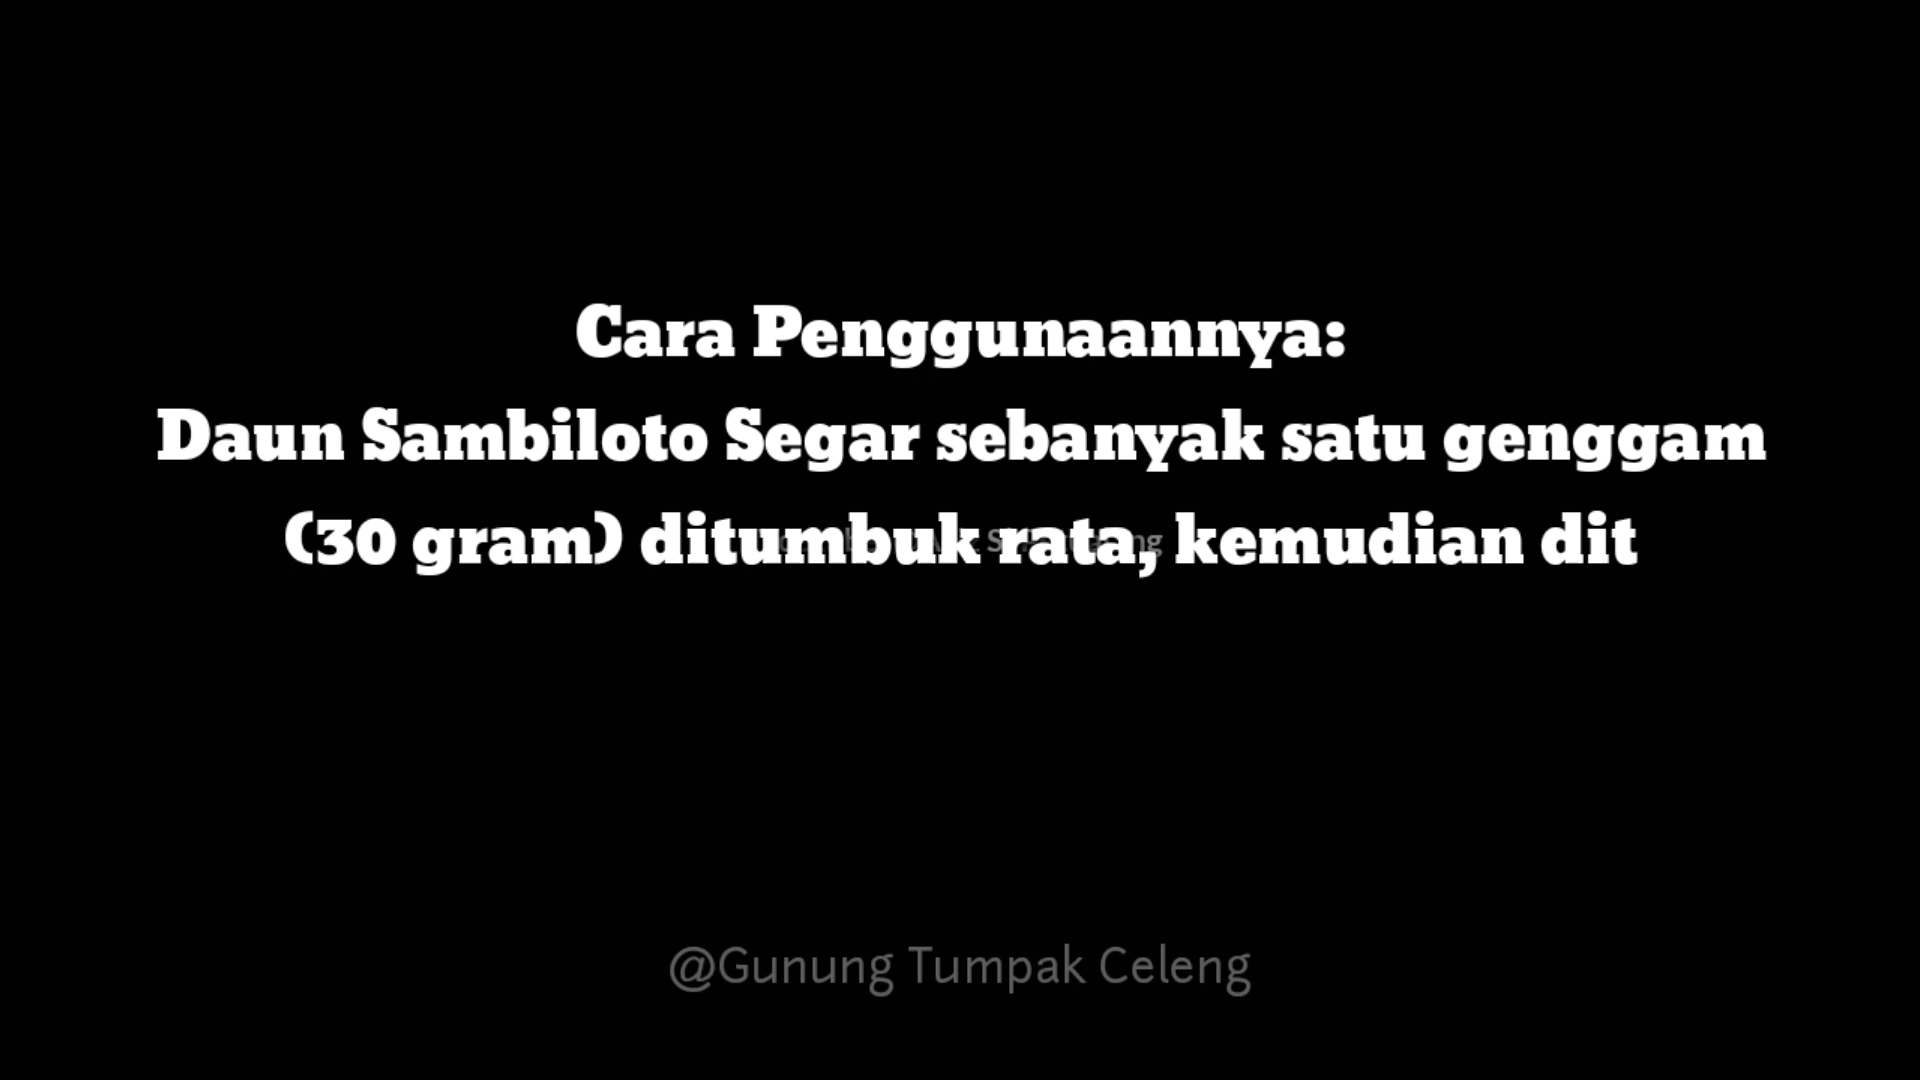 Cara Penggunaannya:
Daun Sambiloto Segar sebanyak satu genggam
(30 gram) ditumbuk rata, kemudian dit
@Gunung Tumpak Celeng